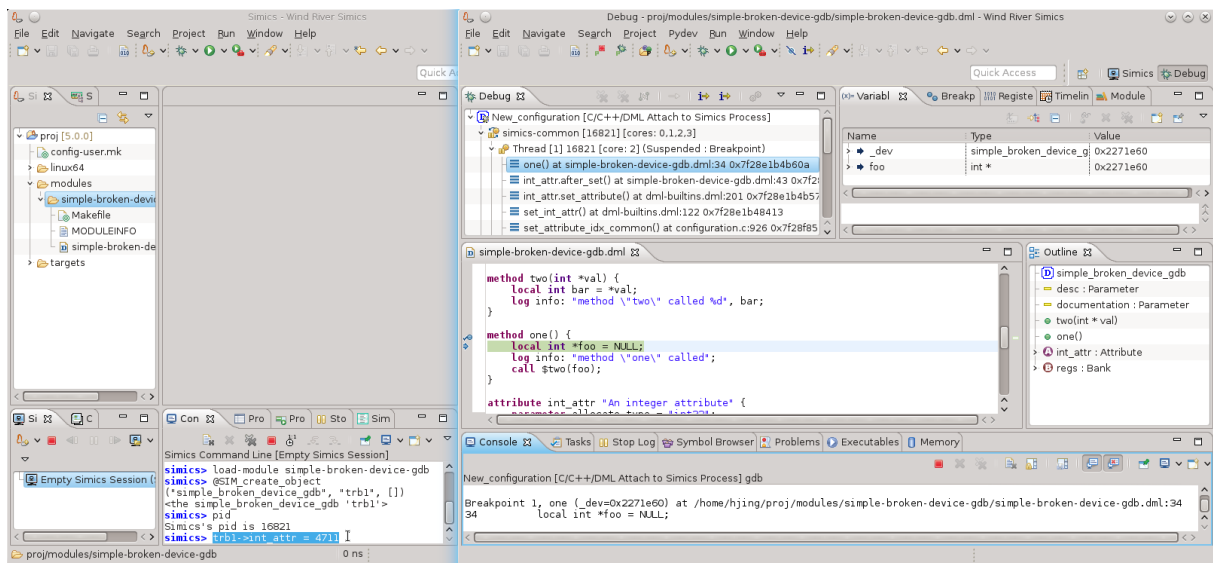 Simics - Wind River Simics
File Edit Navigate Search Project Run Window Help
Quick A
Si
S
proj [5.0.0]
config-user.mk
linux64
modules
simple-broken-devi
Makefile
MODULEINFO
simple-broken-de
targets
Si
C
Empty Simics Session (
Con
Pro
Pro
Sto
Sim
Simics Command Line [Empty Simics Session]
simics> load-module simple-broken-device-gdb
simics> @SIM_create_object
("simple_broken_device_gdb", "trb1", [])
<the simple_broken_device_gdb 'trb1'>
simics> pid
Simics's pid is 16821
simics> trb1->int_attr = 4711
proj/modules/simple-broken-device-gdb
0 ns
Debug - proj/modules/simple-broken-device-gdb/simple-broken-device-gdb.dml - Wind River Simics
File Edit Navigate Search Project Pydev Run Window Help
Quick Access
Simics
Debug
Debug
New_configuration [C/C++/DML Attach to Simics Process]
simics-common [16821] [cores: 0,1,2,3]
Thread [1] 16821 [core: 2] (Suspended : Breakpoint)
one() at simple-broken-device-gdb.dml:34 0x7f28e1b4b60a
int_attr.after_set() at simple-broken-device-gdb.dml:43 0x7f2
int_attr.set_attribute() at dml-builtins.dml:201 0x7f28e1b4b57
set_int_attr() at dml-builtins.dml:122 0x7f28e1b48413
set_attribute_idx_common() at configuration.c:926 0x7f28f85
Variabl
Breakp
Registe
Timelin
Module
Name Type Value
_dev simple_broken_device_g 0x2271e60
foo int * 0x2271e60
simple-broken-device-gdb.dml
method two(int *val) {
local int bar = *val;
log info: "method \"two\" called %d", bar;
}
method one() {
local int *foo = NULL;
log info: "method \"one\" called";
call $two(foo);
}
attribute int_attr "An integer attribute" {
parameter allocate_type = "int32";
Outline
simple_broken_device_gdb
desc : Parameter
documentation : Parameter
two(int * val)
one()
int_attr : Attribute
regs : Bank
Console
Tasks
Stop Log
Symbol Browser
Problems
Executables
Memory
New_configuration [C/C++/DML Attach to Simics Process] gdb
Breakpoint 1, one (_dev=0x2271e60) at /home/hjing/proj/modules/simple-broken-device-gdb/simple-broken-device-gdb.dml:34
34 local int *foo = NULL;